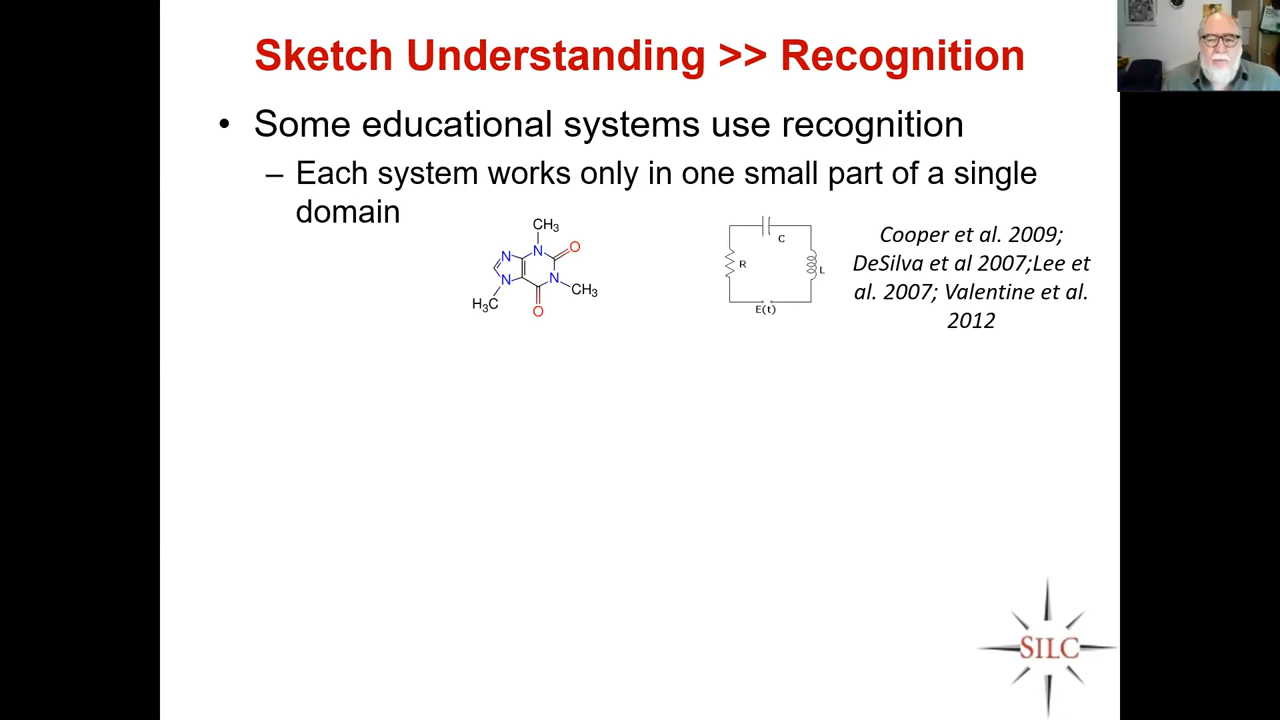 Sketch Understanding >> Recognition
• Some educational systems use recognition
– Each system works only in one small part of a single
domain
CH3
O
N
N
N
N
CH3
H3C
O
C
R
L
E(t)
Cooper et al. 2009;
DeSilva et al 2007;Lee et
al. 2007; Valentine et al.
2012
SILC